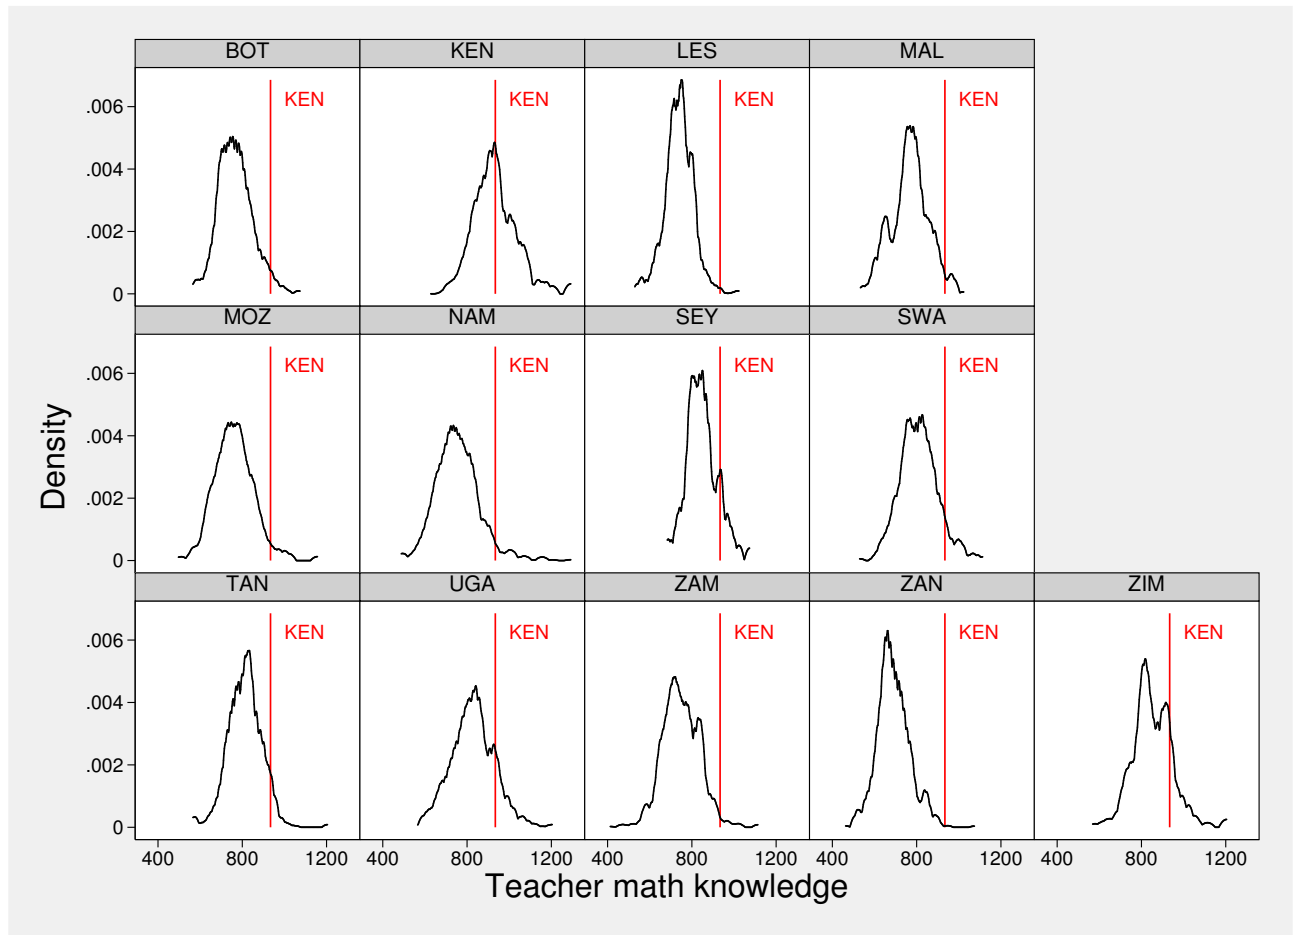 BOT KEN LES MAL
KEN KEN KEN KEN
.006
.004
.002
0
MOZ NAM SEY SWA
KEN KEN KEN KEN
.006
.004
.002
0
Density
TAN UGA ZAM ZAN ZIM
KEN KEN KEN KEN KEN
.006
.004
.002
0
400 800 1200 400 800 1200 400 800 1200 400 800 1200 400 800 1200
Teacher math knowledge